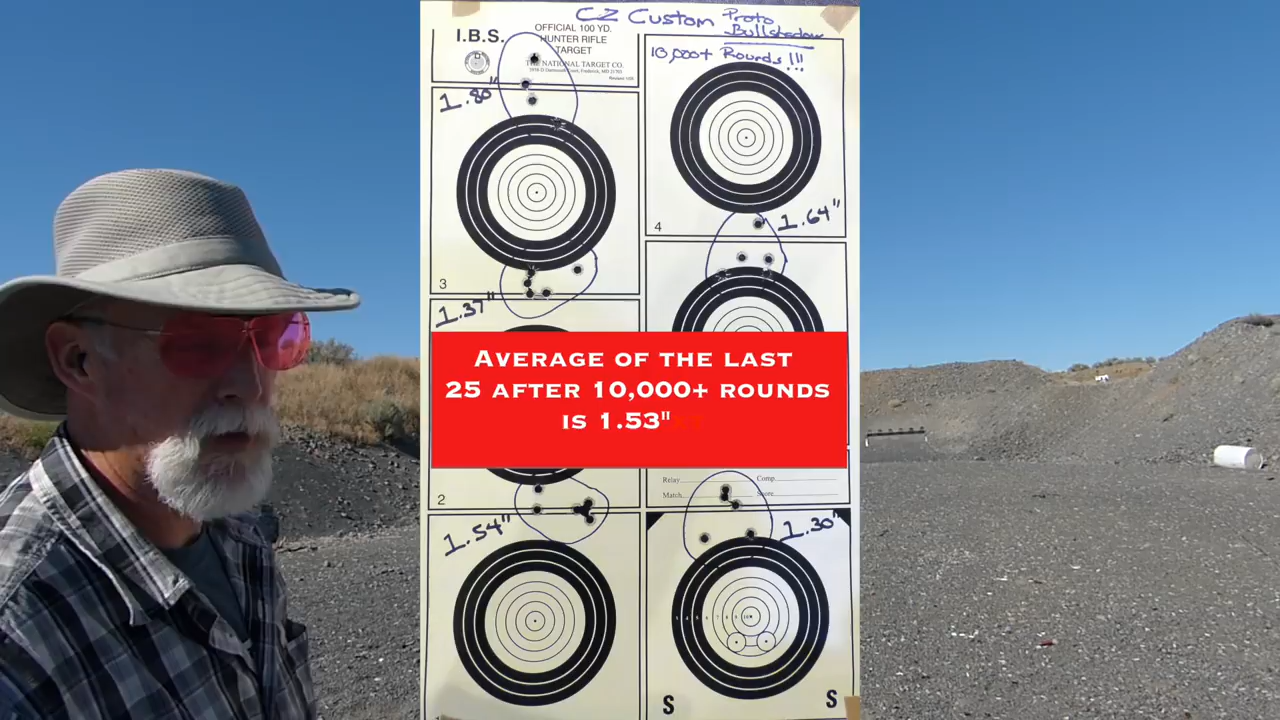 CZ Custom Proto
Bullshadow
10,000+ Rounds!!!
I.B.S.
OFFICIAL 100 YD.
HUNTER RIFLE
TARGET
THE NATIONAL TARGET CO.
1.80"
3
4
1.64"
1.37"
AVERAGE OF THE LAST
25 AFTER 10,000+ ROUNDS
IS 1.53"
2
Relay
Comp.
Match
Score
1.54"
1.30"
S
S